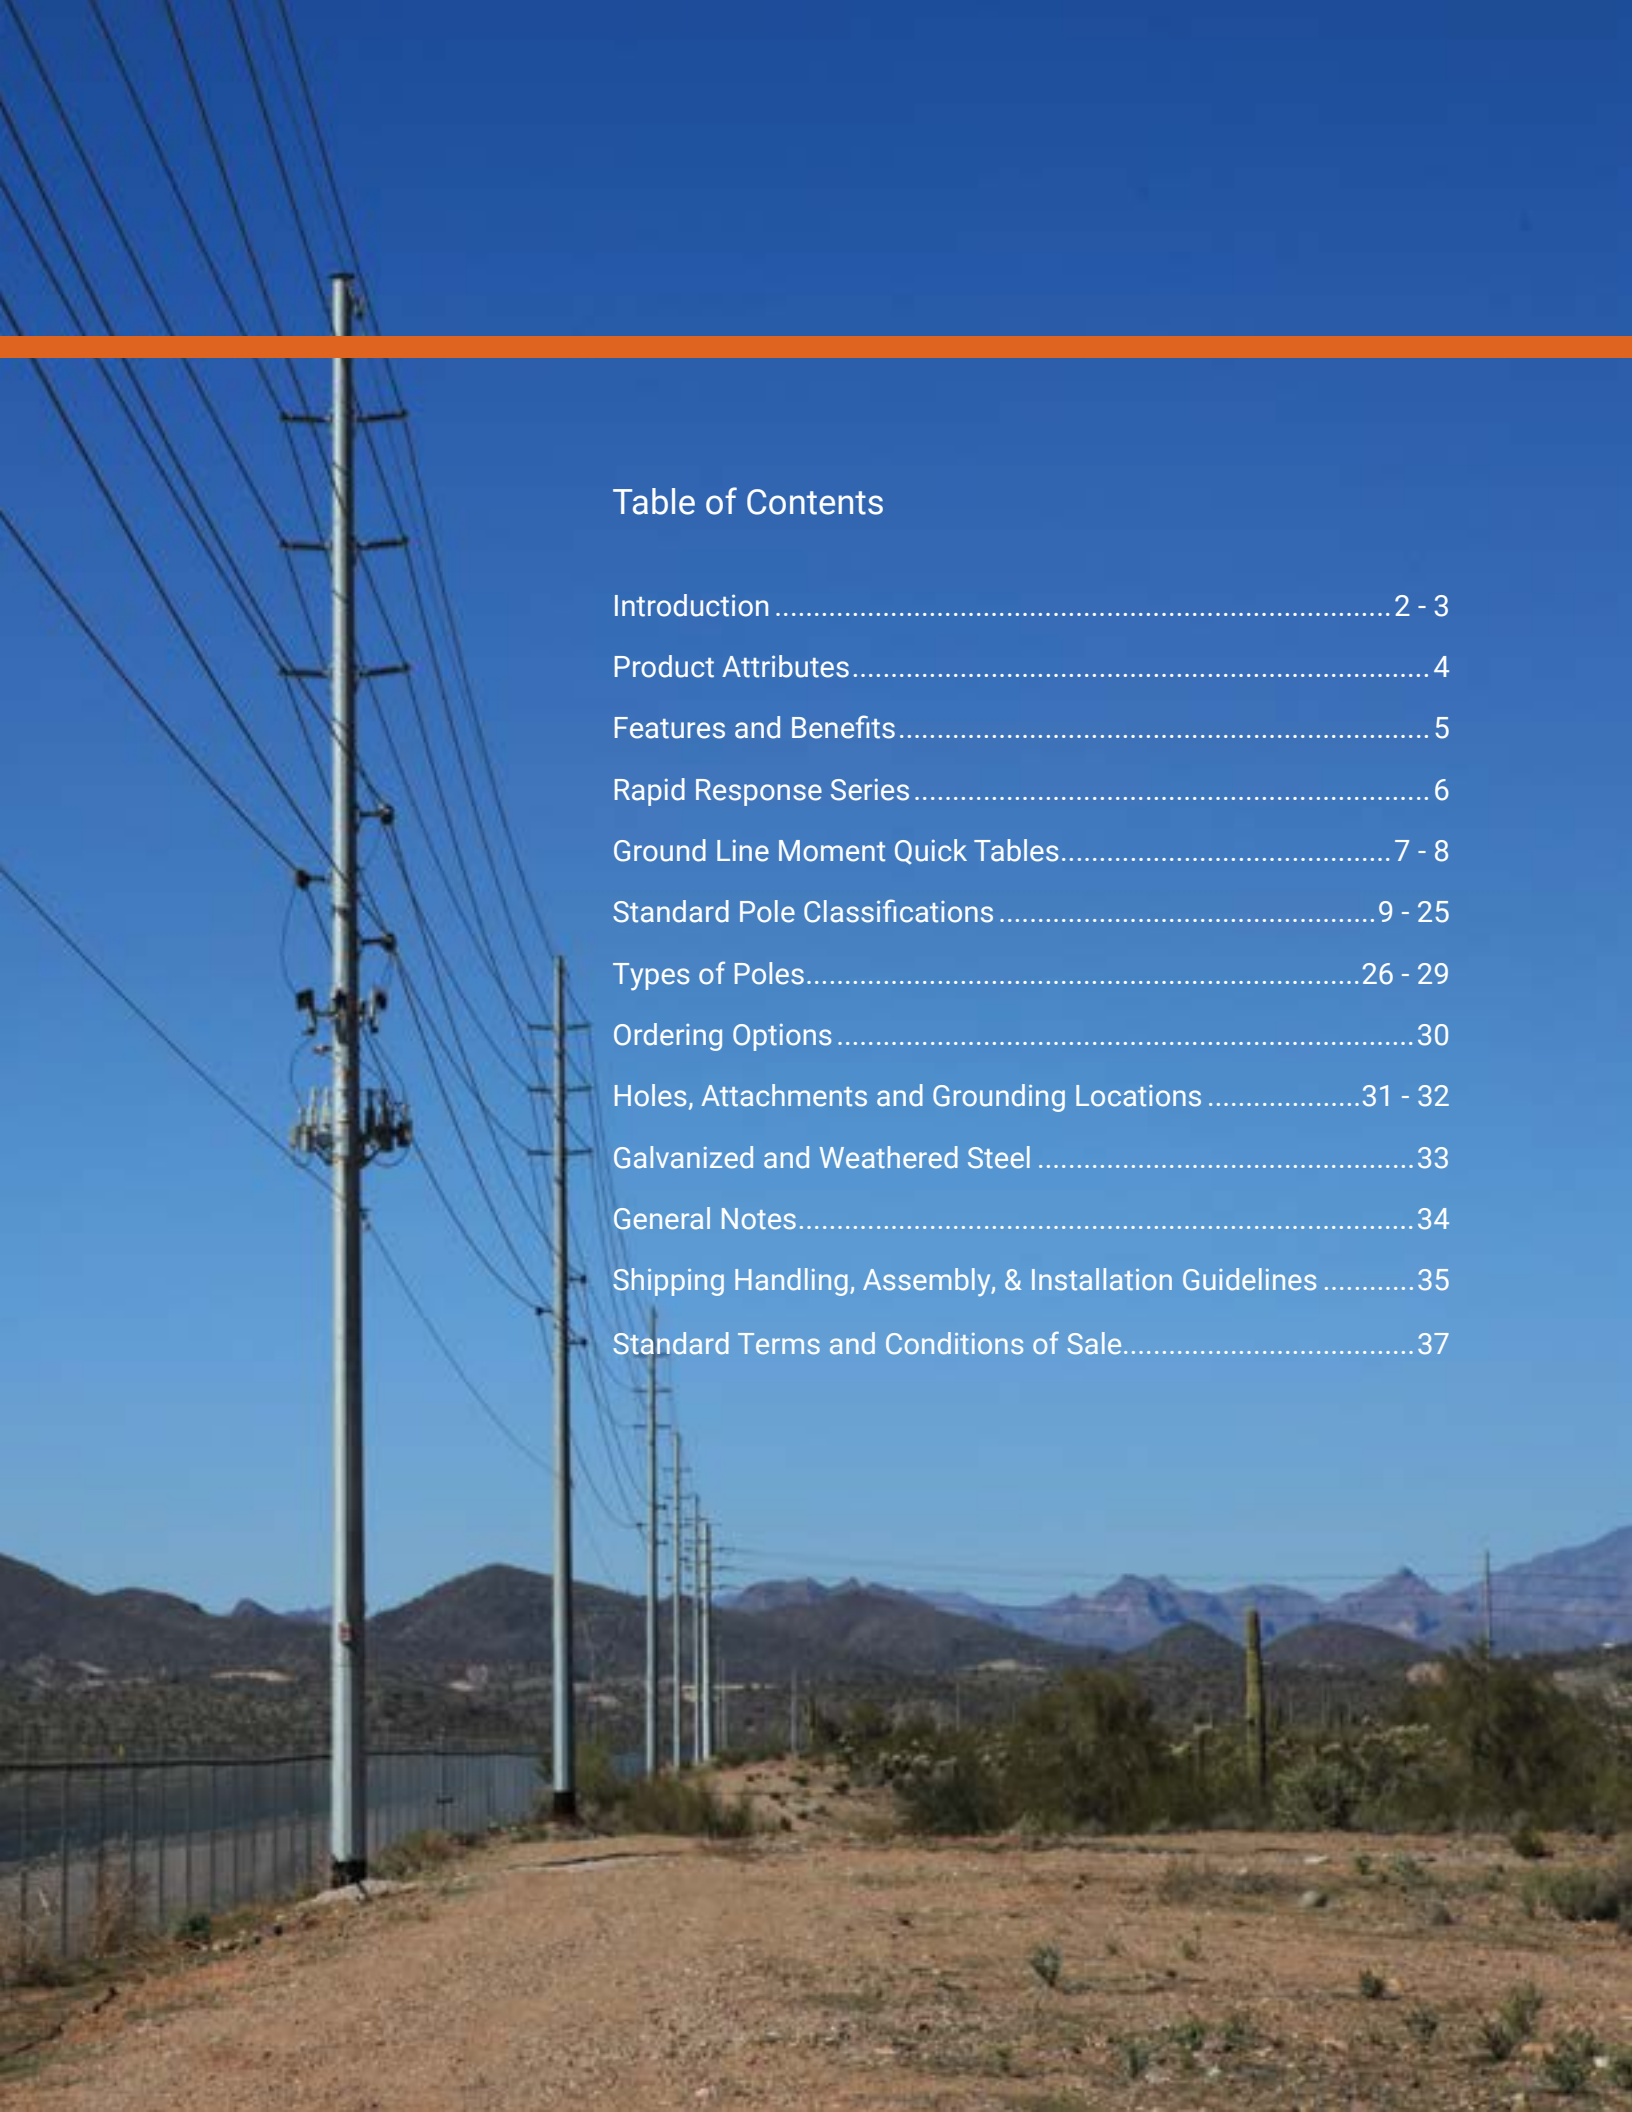 Table of Contents
Introduction........................................................................2 - 3
Product Attributes....................................................................4
Features and Benefits..............................................................5
Rapid Response Series............................................................6
Ground Line Moment Quick Tables.......................................7 - 8
Standard Pole Classifications............................................9 - 25
Types of Poles.................................................................26 - 29
Ordering Options...................................................................30
Holes, Attachments and Grounding Locations..................31 - 32
Galvanized and Weathered Steel............................................33
General Notes........................................................................34
Shipping Handling, Assembly, & Installation Guidelines...........35
Standard Terms and Conditions of Sale..................................37